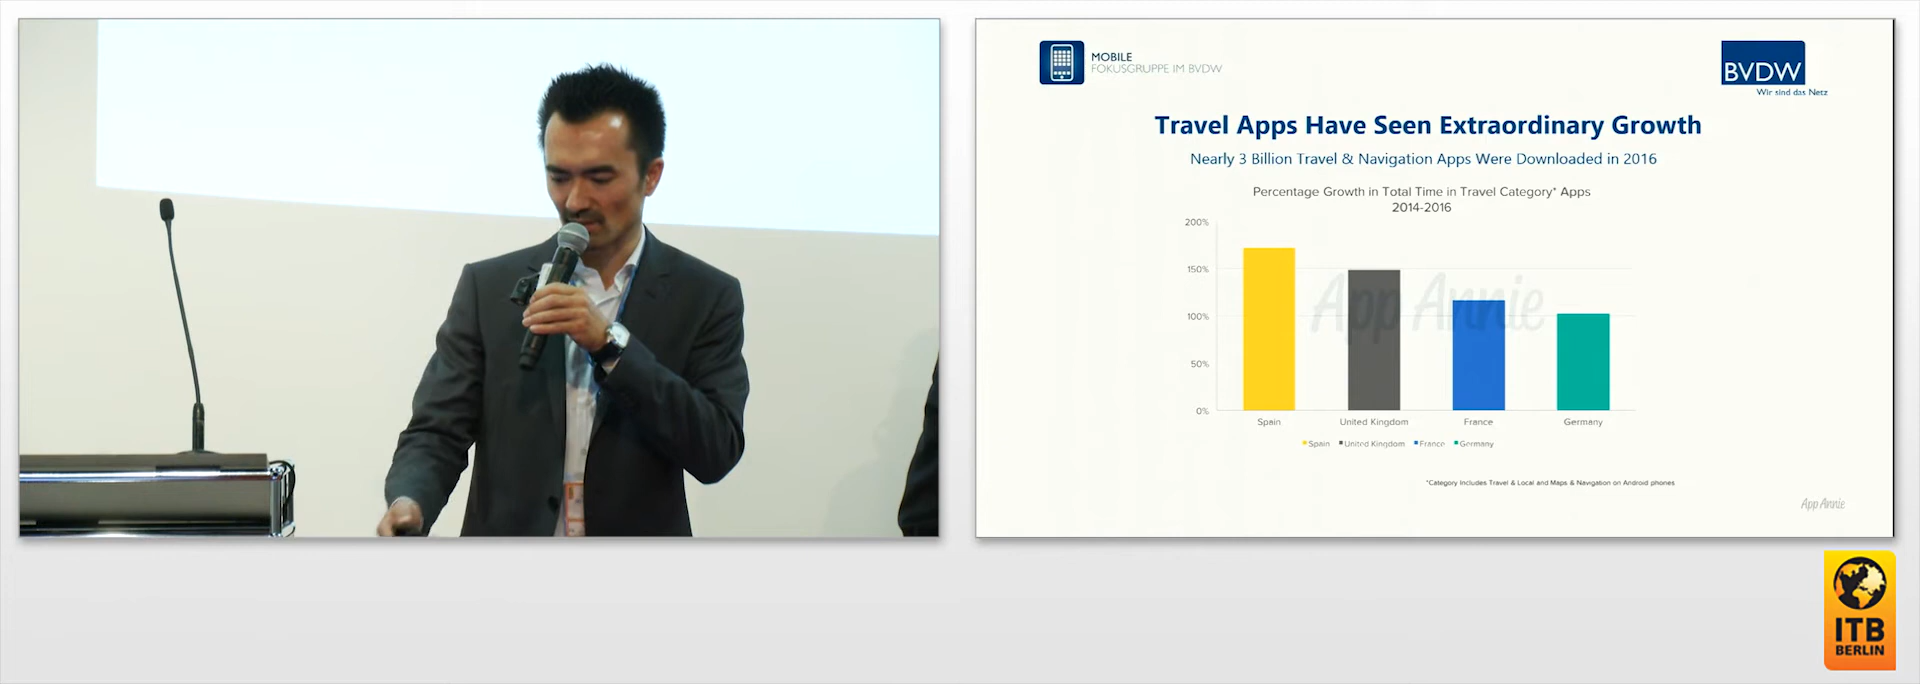 MOBILE
FOKUSGRUPPE IM BVDW
BVDW
Wir sind das Netz
Travel Apps Have Seen Extraordinary Growth
Nearly 3 Billion Travel & Navigation Apps Were Downloaded in 2016
Percentage Growth in Total Time in Travel Category* Apps
2014-2016
200%
150%
100%
50%
0%
App Annie
Spain
United Kingdom
France
Germany
Spain United Kingdom France Germany
*Category Includes Travel & Local and Maps & Navigation on Android phones
App Annie
ITB
BERLIN